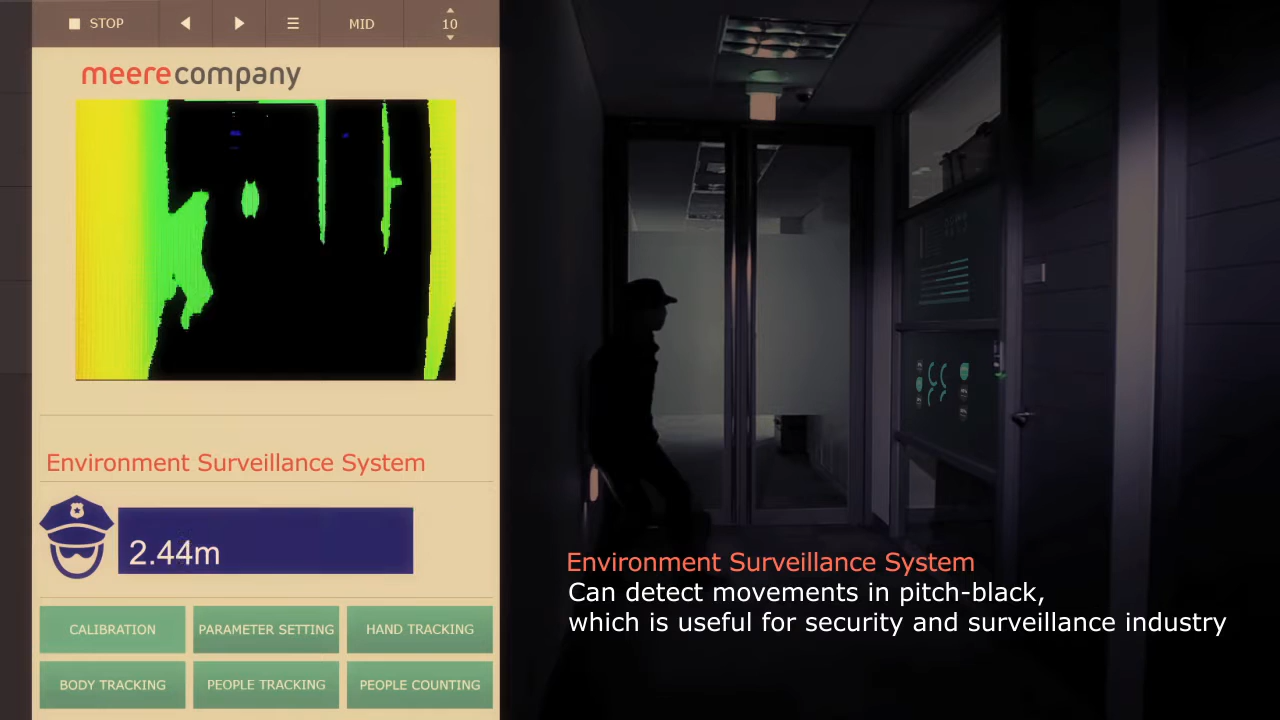 STOP
MID
10
meerecompany
Environment Surveillance System
2.44m
CALIBRATION
PARAMETER SETTING
HAND TRACKING
BODY TRACKING
PEOPLE TRACKING
PEOPLE COUNTING
Environment Surveillance System
Can detect movements in pitch-black,
which is useful for security and surveillance industry